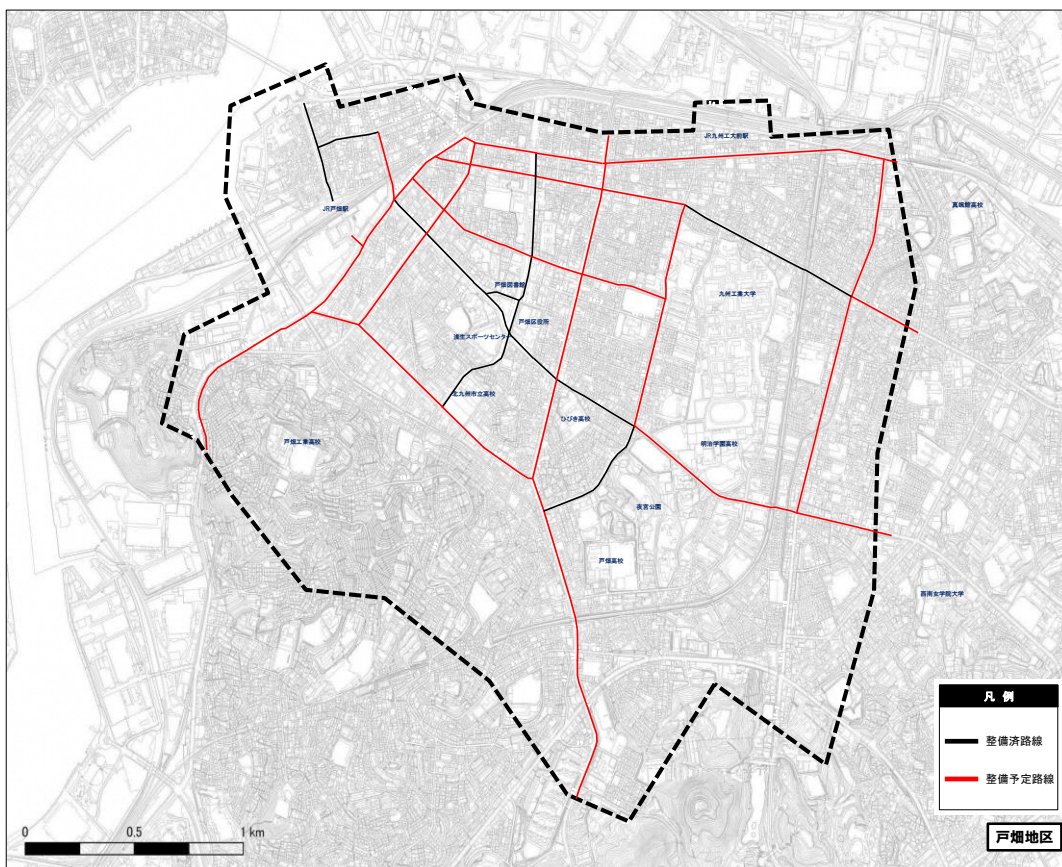 JR九州工大前駅
真颯館高校
JR戸畑駅
戸畑図書館
九州工業大学
戸畑区役所
浅生スポーツセンター
北九州市立高校
ひびき高校
戸畑工業高校
明治学園高校
夜宮公園
戸畑高校
西南女学院大学
凡例
整備済路線
整備予定路線
0 0.5 1 km
戸畑地区